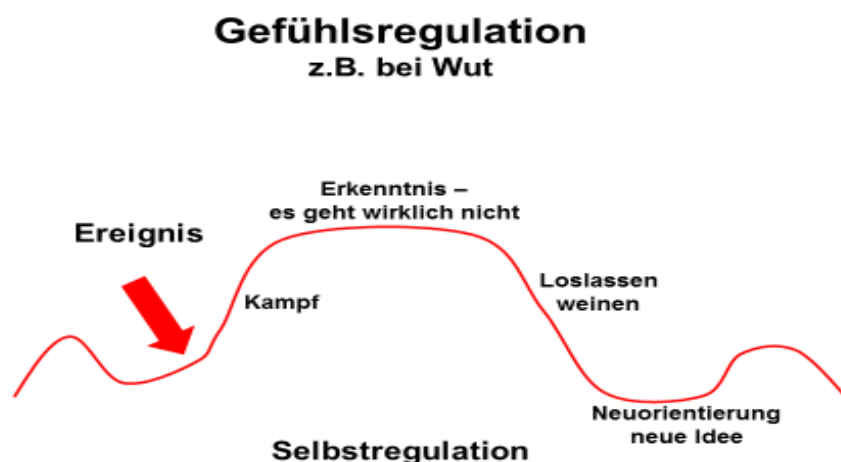 Gefühlsregulation
z.B. bei Wut
Erkenntnis –
es geht wirklich nicht
Ereignis
Kampf
Loslassen
weinen
Neuorientierung
neue Idee
Selbstregulation